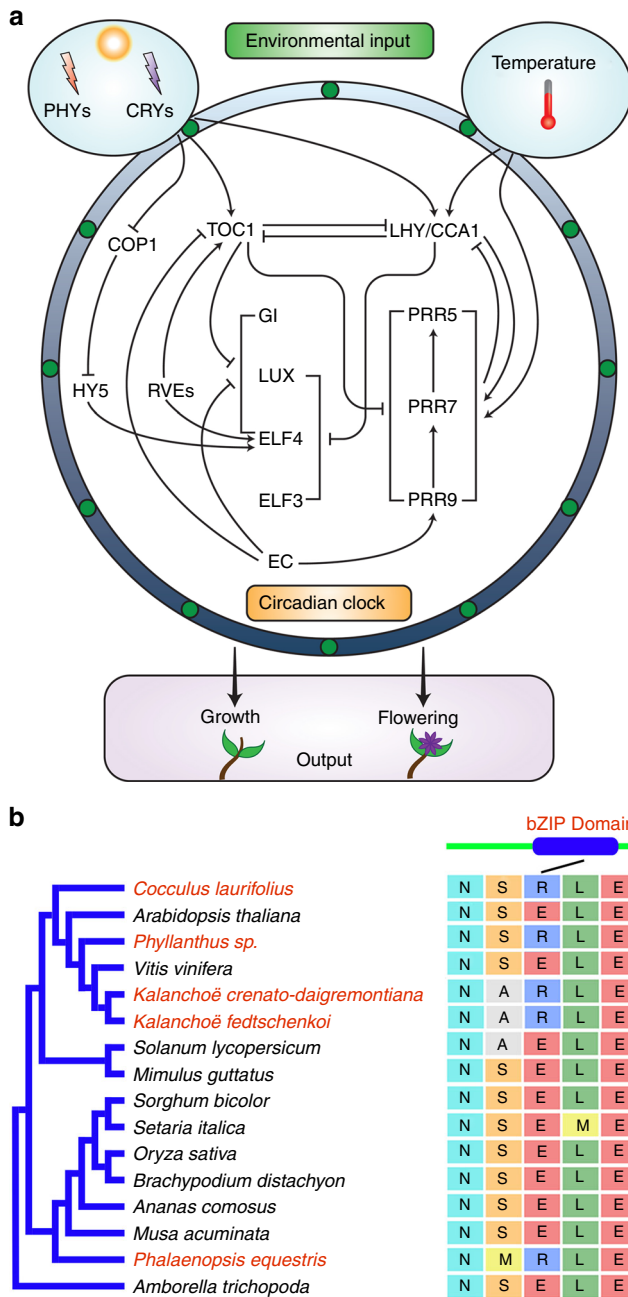 a
Environmental input
PHYs CRYs
Temperature
COP1
TOC1
LHY/CCA1
GI
PRR5
LUX
HY5
RVEs
PRR7
ELF4
ELF3
PRR9
EC
Circadian clock
Growth
Flowering
Output
b
bZIP Domain
Cocculus laurifolius N S R L E
Arabidopsis thaliana N S E L E
Phyllanthus sp. N S R L E
Vitis vinifera N S E L E
Kalanchoë crenato-daigremontiana N A R L E
Kalanchoë fedtschenkoi N A R L E
Solanum lycopersicum N A E L E
Mimulus guttatus N S E L E
Sorghum bicolor N S E L E
Setaria italica N S E M E
Oryza sativa N S E L E
Brachypodium distachyon N S E L E
Ananas comosus N S E L E
Musa acuminata N S E L E
Phalaenopsis equestris N M R L E
Amborella trichopoda N S E L E